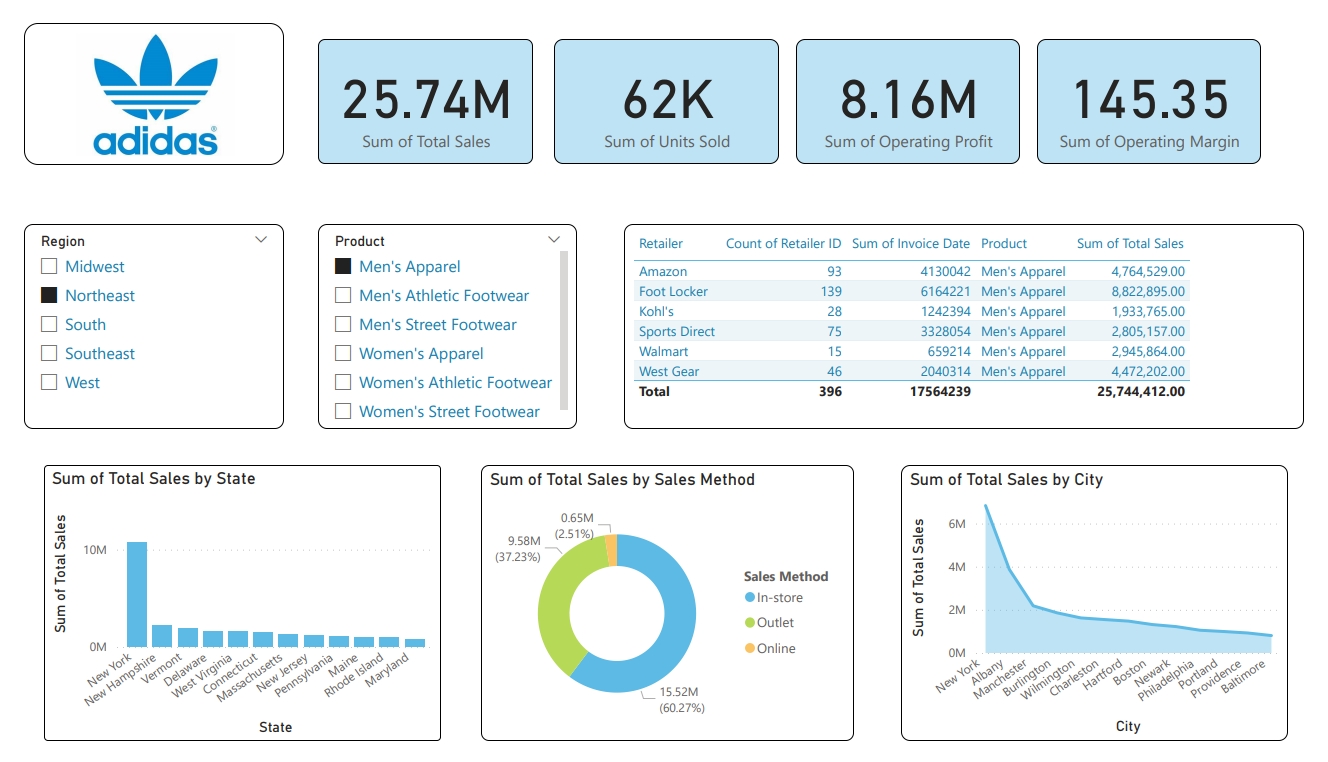 adidas®
25.74M
Sum of Total Sales
62K
Sum of Units Sold
8.16M
Sum of Operating Profit
145.35
Sum of Operating Margin
Region
Midwest
Northeast
South
Southeast
West
Product
Men's Apparel
Men's Athletic Footwear
Men's Street Footwear
Women's Apparel
Women's Athletic Footwear
Women's Street Footwear
Retailer Count of Retailer ID Sum of Invoice Date Product Sum of Total Sales
Amazon 93 4130042 Men's Apparel 4,764,529.00
Foot Locker 139 6164221 Men's Apparel 8,822,895.00
Kohl's 28 1242394 Men's Apparel 1,933,765.00
Sports Direct 75 3328054 Men's Apparel 2,805,157.00
Walmart 15 659214 Men's Apparel 2,945,864.00
West Gear 46 2040314 Men's Apparel 4,472,202.00
Total 396 17564239 25,744,412.00
Sum of Total Sales by State
Sum of Total Sales
10M
0M
New York
New Hampshire
Vermont
Delaware
West Virginia
Connecticut
Massachusetts
New Jersey
Pennsylvania
Maine
Rhode Island
Maryland
State
Sum of Total Sales by Sales Method
0.65M
(2.51%)
9.58M
(37.23%)
15.52M
(60.27%)
Sales Method
In-store
Outlet
Online
Sum of Total Sales by City
Sum of Total Sales
6M
4M
2M
0M
New York
Albany
Manchester
Burlington
Wilmington
Charleston
Hartford
Boston
Newark
Philadelphia
Portland
Providence
Baltimore
City